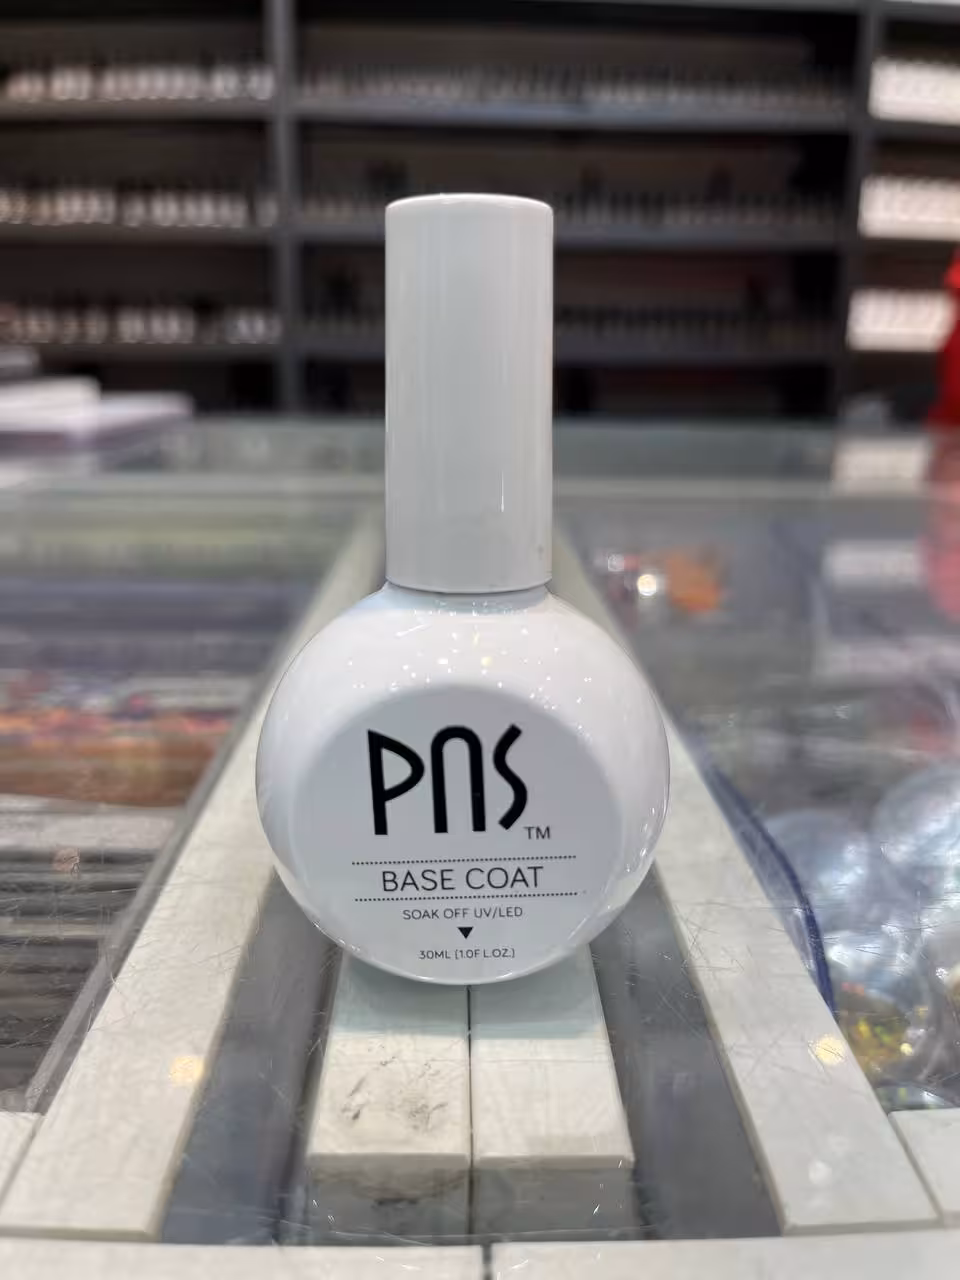 PNS
TM
BASE COAT
SOAK OFF UV/LED
30ML (1.0F L.OZ.)